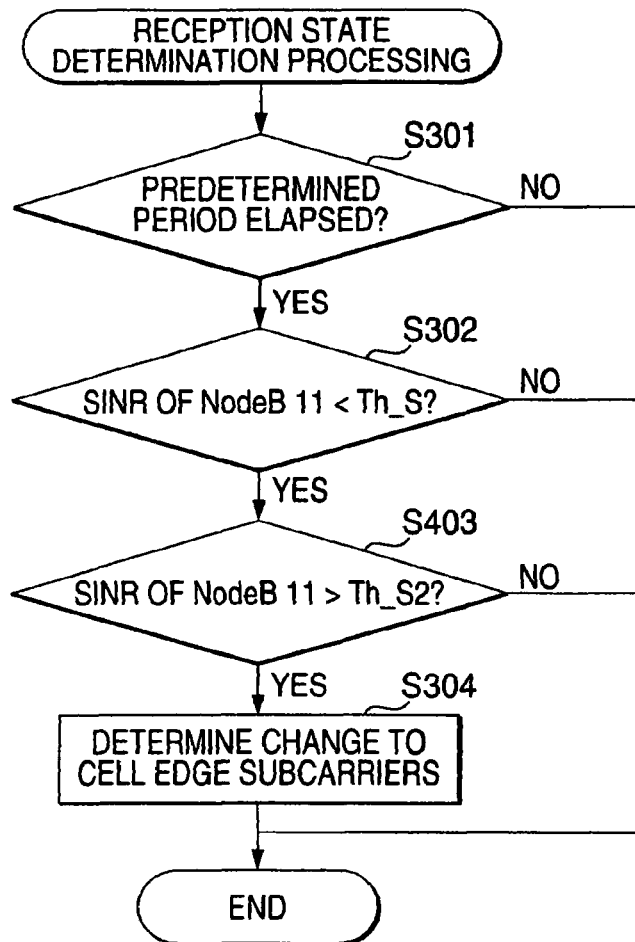 RECEPTION STATE
DETERMINATION PROCESSING
S301
PREDETERMINED
PERIOD ELAPSED?
NO
YES
S302
SINR OF NodeB 11 < Th_S?
NO
YES
S403
SINR OF NodeB 11 > Th_S2?
NO
YES
S304
DETERMINE CHANGE TO
CELL EDGE SUBCARRIERS
END